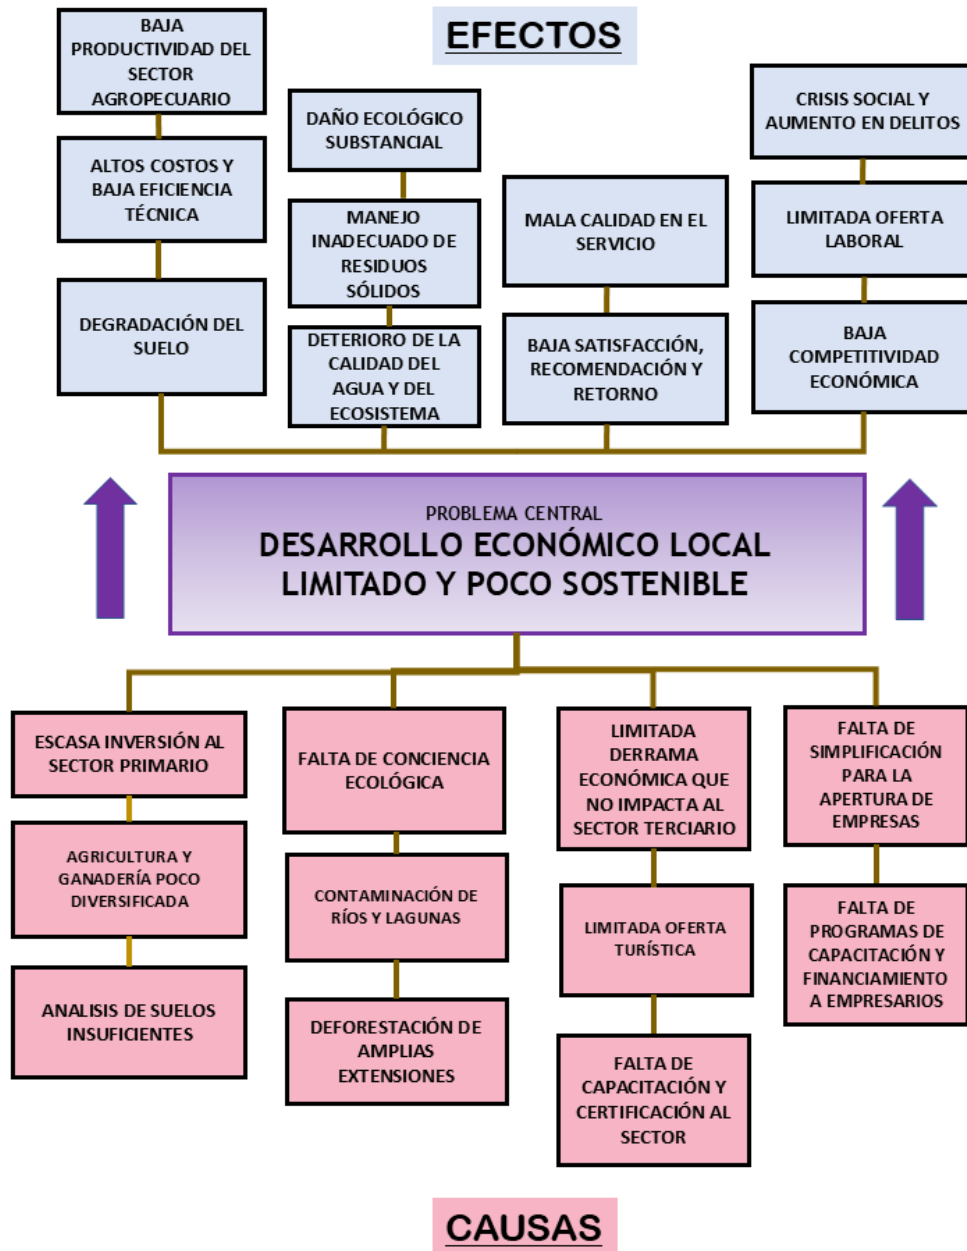 EFECTOS
BAJA
PRODUCTIVIDAD DEL
SECTOR
AGROPECUARIO
ALTOS COSTOS Y
BAJA EFICIENCIA
TÉCNICA
DEGRADACIÓN DEL
SUELO
DAÑO ECOLÓGICO
SUBSTANCIAL
MANEJO
INADECUADO DE
RESIDUOS
SÓLIDOS
DETERIORO DE LA
CALIDAD DEL
AGUA Y DEL
ECOSISTEMA
MALA CALIDAD EN EL
SERVICIO
BAJA SATISFACCIÓN,
RECOMENDACIÓN Y
RETORNO
CRISIS SOCIAL Y
AUMENTO EN DELITOS
LIMITADA OFERTA
LABORAL
BAJA
COMPETITIVIDAD
ECONÓMICA
PROBLEMA CENTRAL
DESARROLLO ECONÓMICO LOCAL
LIMITADO Y POCO SOSTENIBLE
ESCASA INVERSIÓN AL
SECTOR PRIMARIO
AGRICULTURA Y
GANADERÍA POCO
DIVERSIFICADA
ANALISIS DE SUELOS
INSUFICIENTES
FALTA DE CONCIENCIA
ECOLÓGICA
CONTAMINACIÓN DE
RÍOS Y LAGUNAS
DEFORESTACIÓN DE
AMPLIAS
EXTENSIONES
LIMITADA
DERRAMA
ECONÓMICA QUE
NO IMPACTA AL
SECTOR TERCIARIO
LIMITADA OFERTA
TURÍSTICA
FALTA DE
CAPACITACIÓN Y
CERTIFICACIÓN AL
SECTOR
FALTA DE
SIMPLIFICACIÓN
PARA LA
APERTURA DE
EMPRESAS
FALTA DE
PROGRAMAS DE
CAPACITACIÓN Y
FINANCIAMIENTO
A EMPRESARIOS
CAUSAS